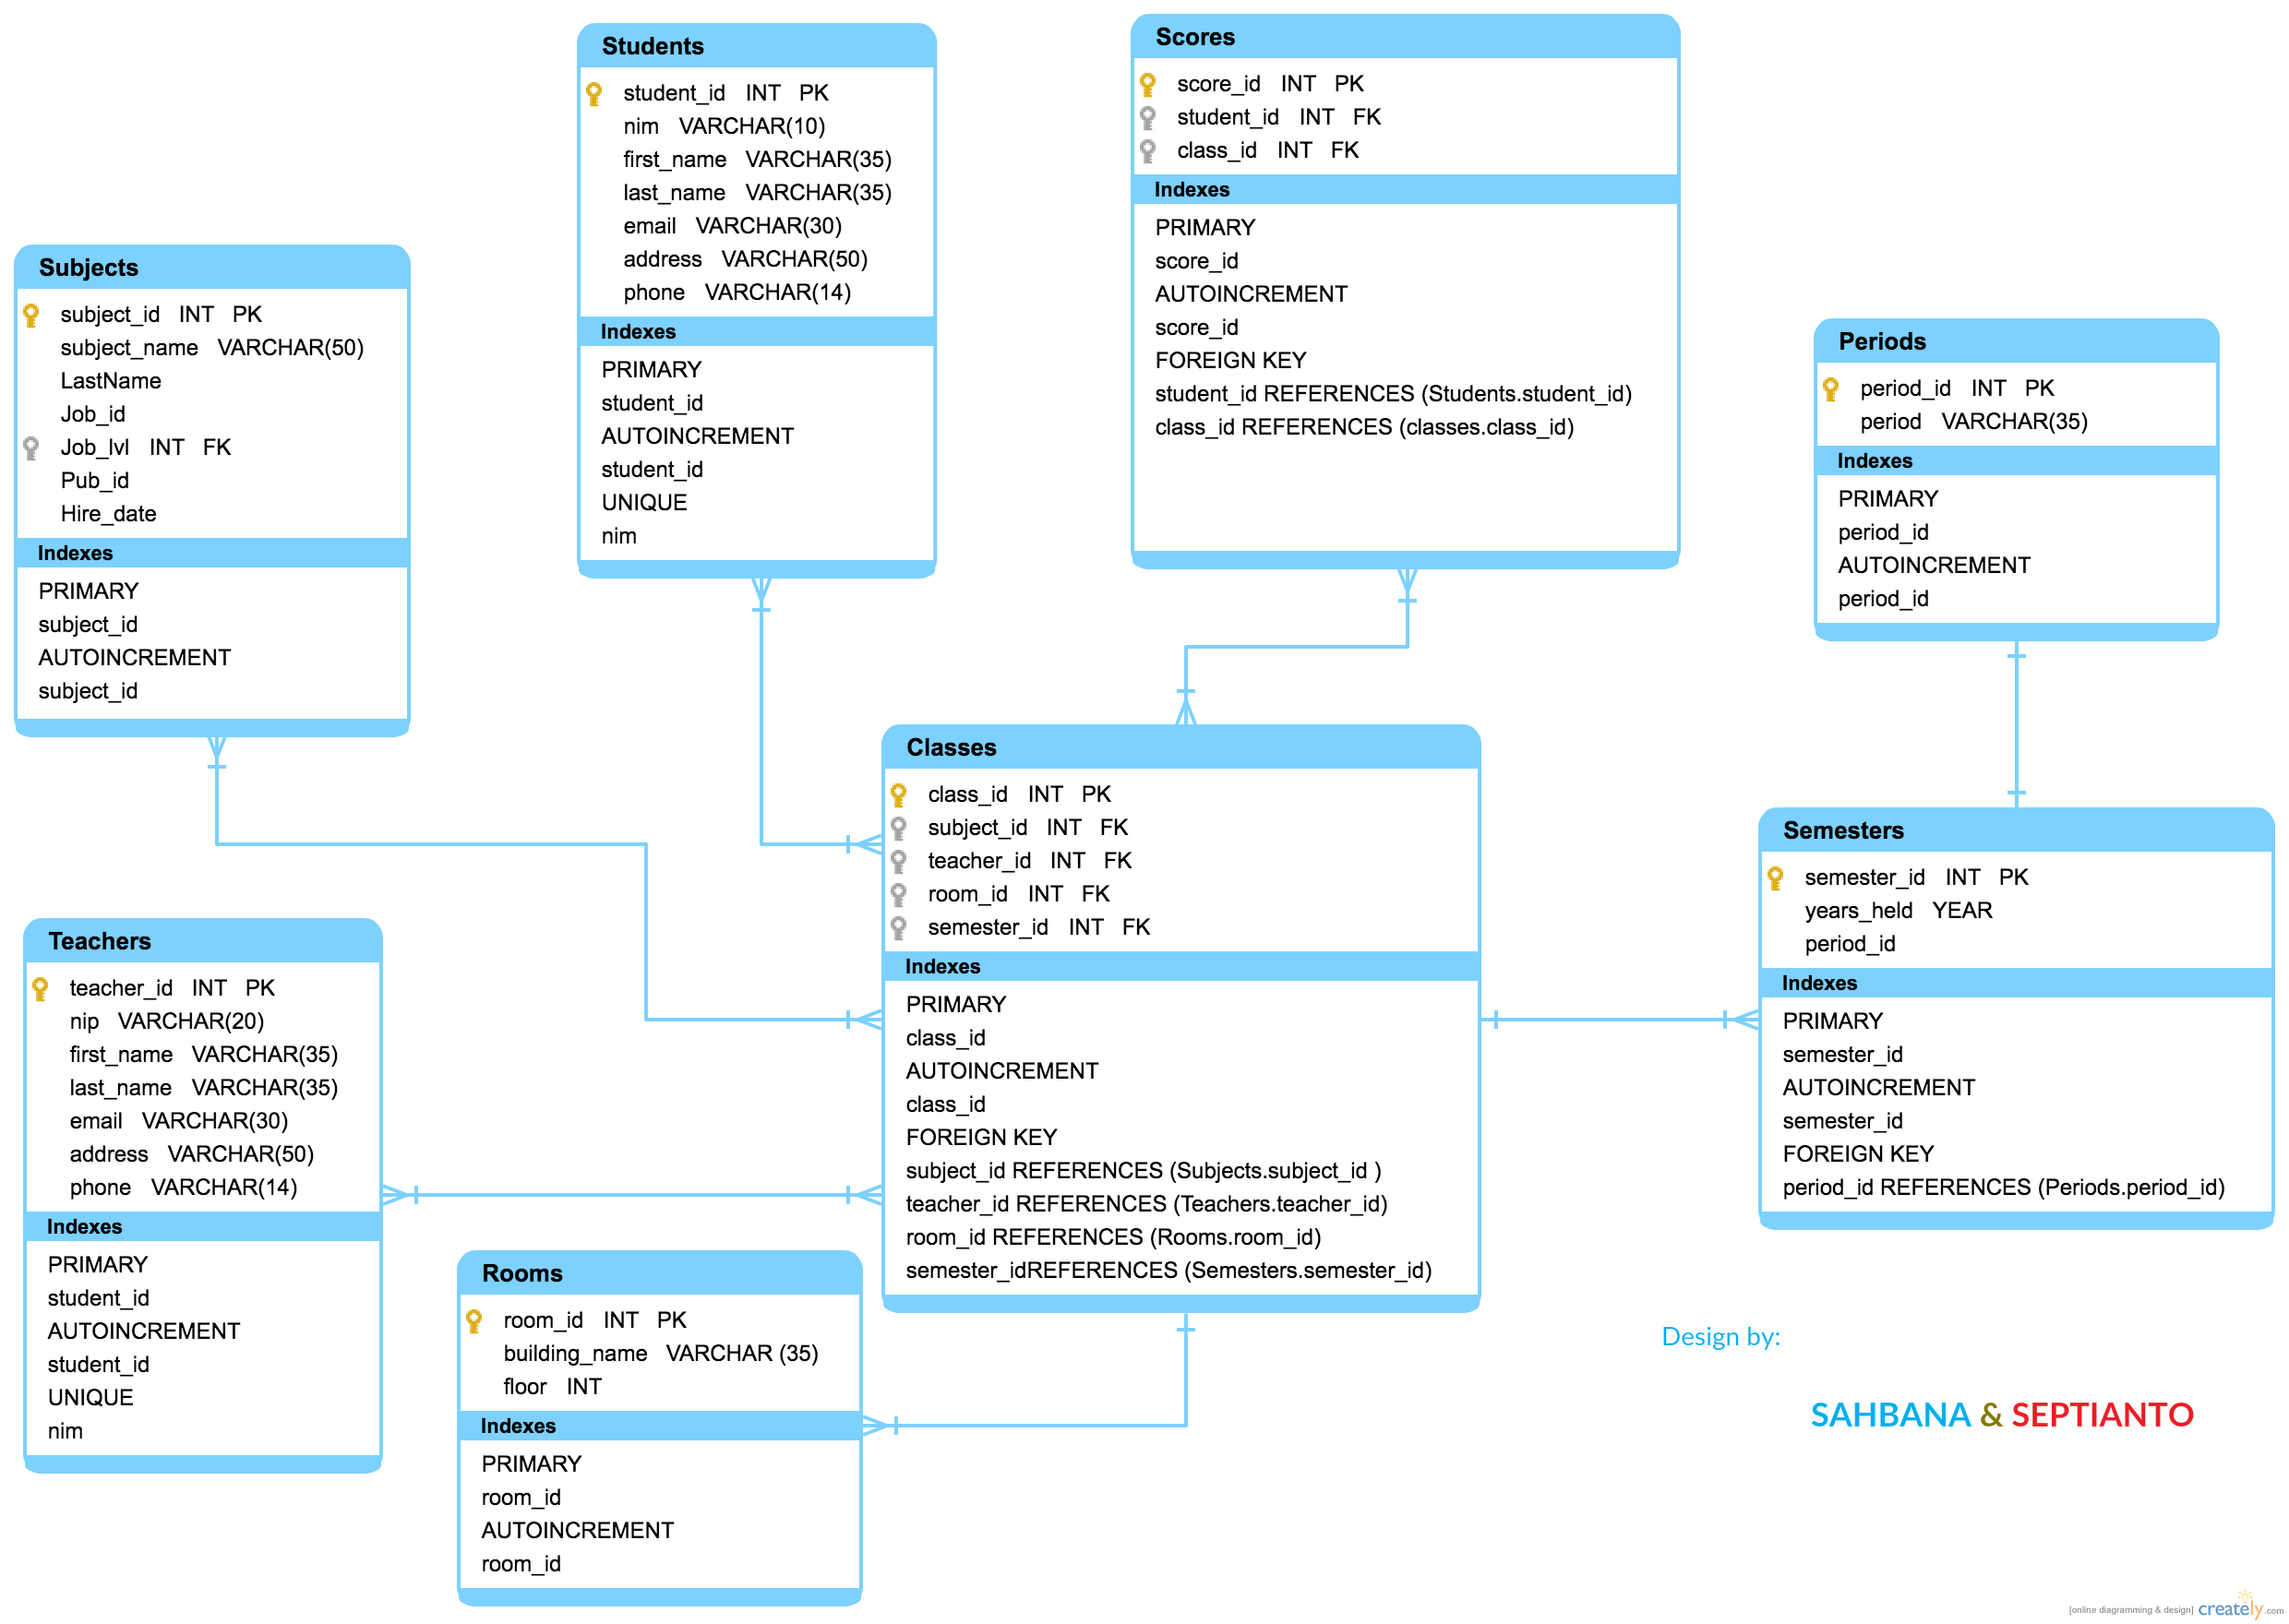 Students
student_id INT PK
nim VARCHAR(10)
first_name VARCHAR(35)
last_name VARCHAR(35)
email VARCHAR(30)
address VARCHAR(50)
phone VARCHAR(14)
Indexes
PRIMARY
student_id
AUTOINCREMENT
student_id
UNIQUE
nim
Scores
score_id INT PK
student_id INT FK
class_id INT FK
Indexes
PRIMARY
score_id
AUTOINCREMENT
score_id
FOREIGN KEY
student_id REFERENCES (Students.student_id)
class_id REFERENCES (classes.class_id)
Subjects
subject_id INT PK
subject_name VARCHAR(50)
LastName
Job_id
Job_lvl INT FK
Pub_id
Hire_date
Indexes
PRIMARY
subject_id
AUTOINCREMENT
subject_id
Periods
period_id INT PK
period VARCHAR(35)
Indexes
PRIMARY
period_id
AUTOINCREMENT
period_id
Classes
class_id INT PK
subject_id INT FK
teacher_id INT FK
room_id INT FK
semester_id INT FK
Indexes
PRIMARY
class_id
AUTOINCREMENT
class_id
FOREIGN KEY
subject_id REFERENCES (Subjects.subject_id )
teacher_id REFERENCES (Teachers.teacher_id)
room_id REFERENCES (Rooms.room_id)
semester_idREFERENCES (Semesters.semester_id)
Semesters
semester_id INT PK
years_held YEAR
period_id
Indexes
PRIMARY
semester_id
AUTOINCREMENT
semester_id
FOREIGN KEY
period_id REFERENCES (Periods.period_id)
Teachers
teacher_id INT PK
nip VARCHAR(20)
first_name VARCHAR(35)
last_name VARCHAR(35)
email VARCHAR(30)
address VARCHAR(50)
phone VARCHAR(14)
Indexes
PRIMARY
student_id
AUTOINCREMENT
student_id
UNIQUE
nim
Rooms
room_id INT PK
building_name VARCHAR (35)
floor INT
Indexes
PRIMARY
room_id
AUTOINCREMENT
room_id
Design by:
SAHBANA & SEPTIANTO
[online diagramming & design] creately.com